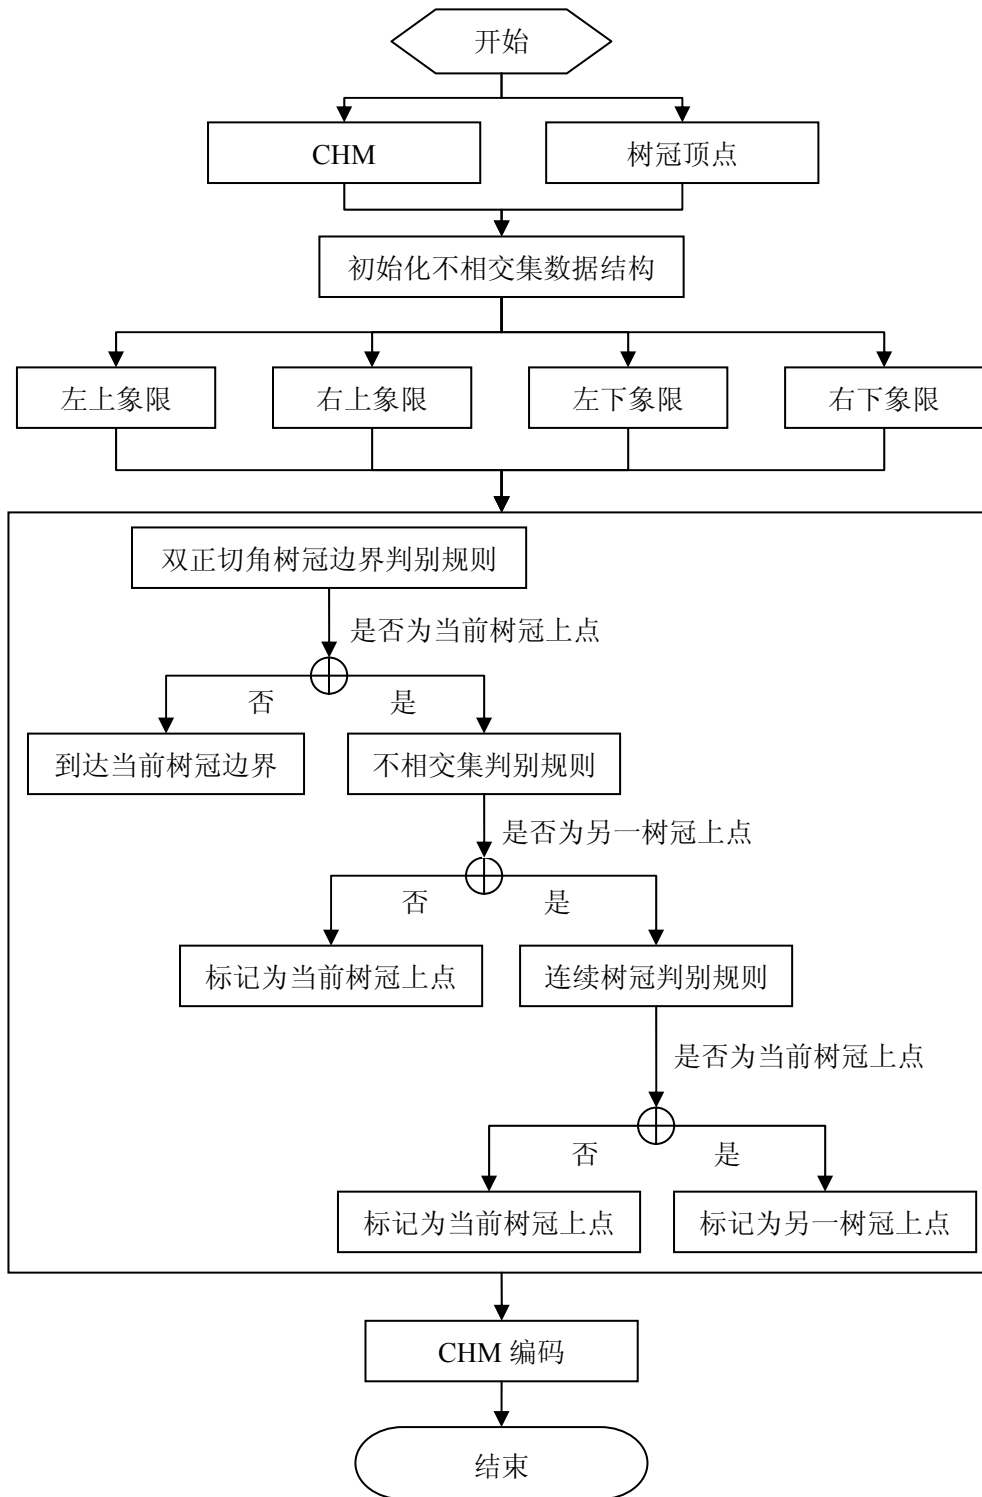 开始
CHM
树冠顶点
初始化不相交集数据结构
左上象限
右上象限
左下象限
右下象限
双正切角树冠边界判别规则
是否为当前树冠上点
否
是
到达当前树冠边界
不相交集判别规则
是否为另一树冠上点
否
是
标记为当前树冠上点
连续树冠判别规则
是否为当前树冠上点
否
是
标记为当前树冠上点
标记为另一树冠上点
CHM 编码
结束